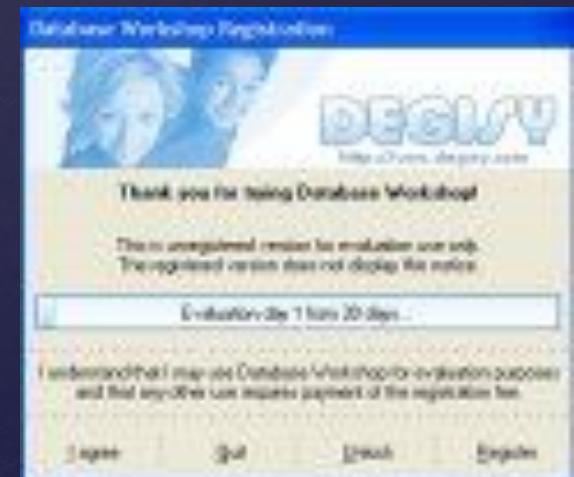 Database Workshop Registration
DEGISY
http://www.degisy.com
Thank you for trying Database Workshop!
This is unregistered version for evaluation use only.
The registered version does not display this notice.
Evaluation day 1 from 20 days...
I understand that I may use Database Workshop for evaluation purposes
and that any other use requires payment of the registration fee.
I agree Quit Unlock Register